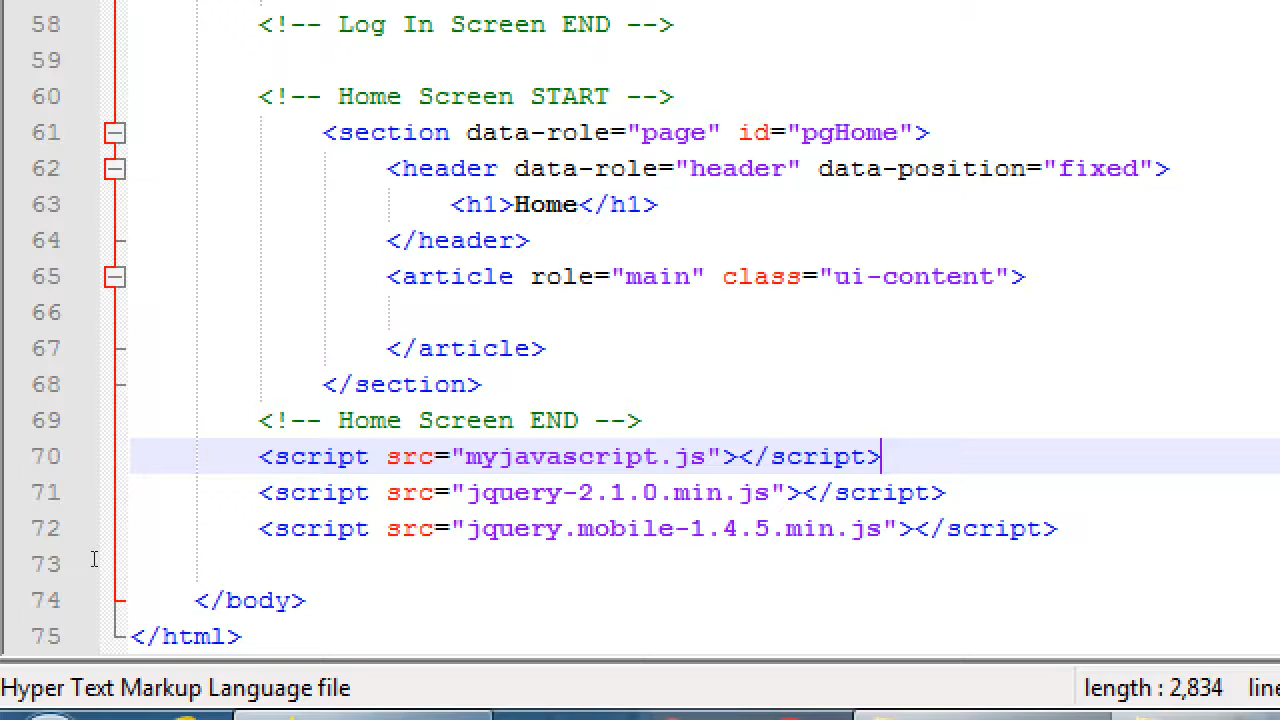 58 <!-- Log In Screen END -->
59
60 <!-- Home Screen START -->
61 <section data-role="page" id="pgHome">
62 <header data-role="header" data-position="fixed">
63 <h1>Home</h1>
64 </header>
65 <article role="main" class="ui-content">
66
67 </article>
68 </section>
69 <!-- Home Screen END -->
70 <script src="myjavascript.js"></script>
71 <script src="jquery-2.1.0.min.js"></script>
72 <script src="jquery.mobile-1.4.5.min.js"></script>
73
74 </body>
75 </html>
Hyper Text Markup Language file length : 2,834 line